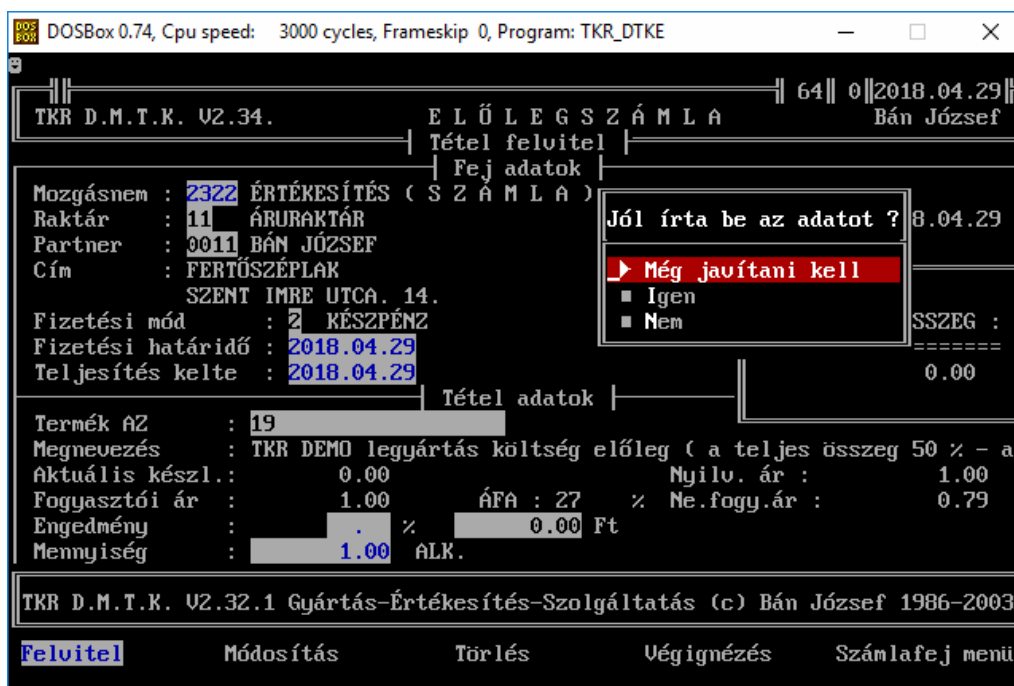 DOSBox 0.74, Cpu speed: 3000 cycles, Frameskip 0, Program: TKR_DTKE
64 0 2018.04.29
TKR D.M.T.K. V2.34. E L Ő L E G S Z Á M L A Bán József
Tétel felvitel
Fej adatok
Mozgásnem : 2322 ÉRTÉKESÍTÉS ( S Z Á M L A )
Raktár : 11 ÁRURAKTÁR
Partner : 0011 BÁN JÓZSEF
Cím : FERTŐSZÉPLAK
SZENT IMRE UTCA. 14.
Fizetési mód : 2 KÉSZPÉNZ
Fizetési határidő : 2018.04.29
Teljesítés kelte : 2018.04.29
Jól írta be az adatot ? 8.04.29
Még javítani kell
Igen
Nem
SSZEG :
=======
0.00
Tétel adatok
Termék AZ : 19
Megnevezés : TKR DEMO legyártás költség előleg ( a teljes összeg 50 % - a
Aktuális készl.: 0.00 Nyilv. ár : 1.00
Fogyasztói ár : 1.00 ÁFA : 27 % Ne.fogy.ár : 0.79
Engedmény : . % 0.00 Ft
Mennyiség : 1.00 ALK.
TKR D.M.T.K. V2.32.1 Gyártás-Értékesítés-Szolgáltatás (c) Bán József 1986-2003
Felvitel Módosítás Törlés Végignézés Számlafej menü